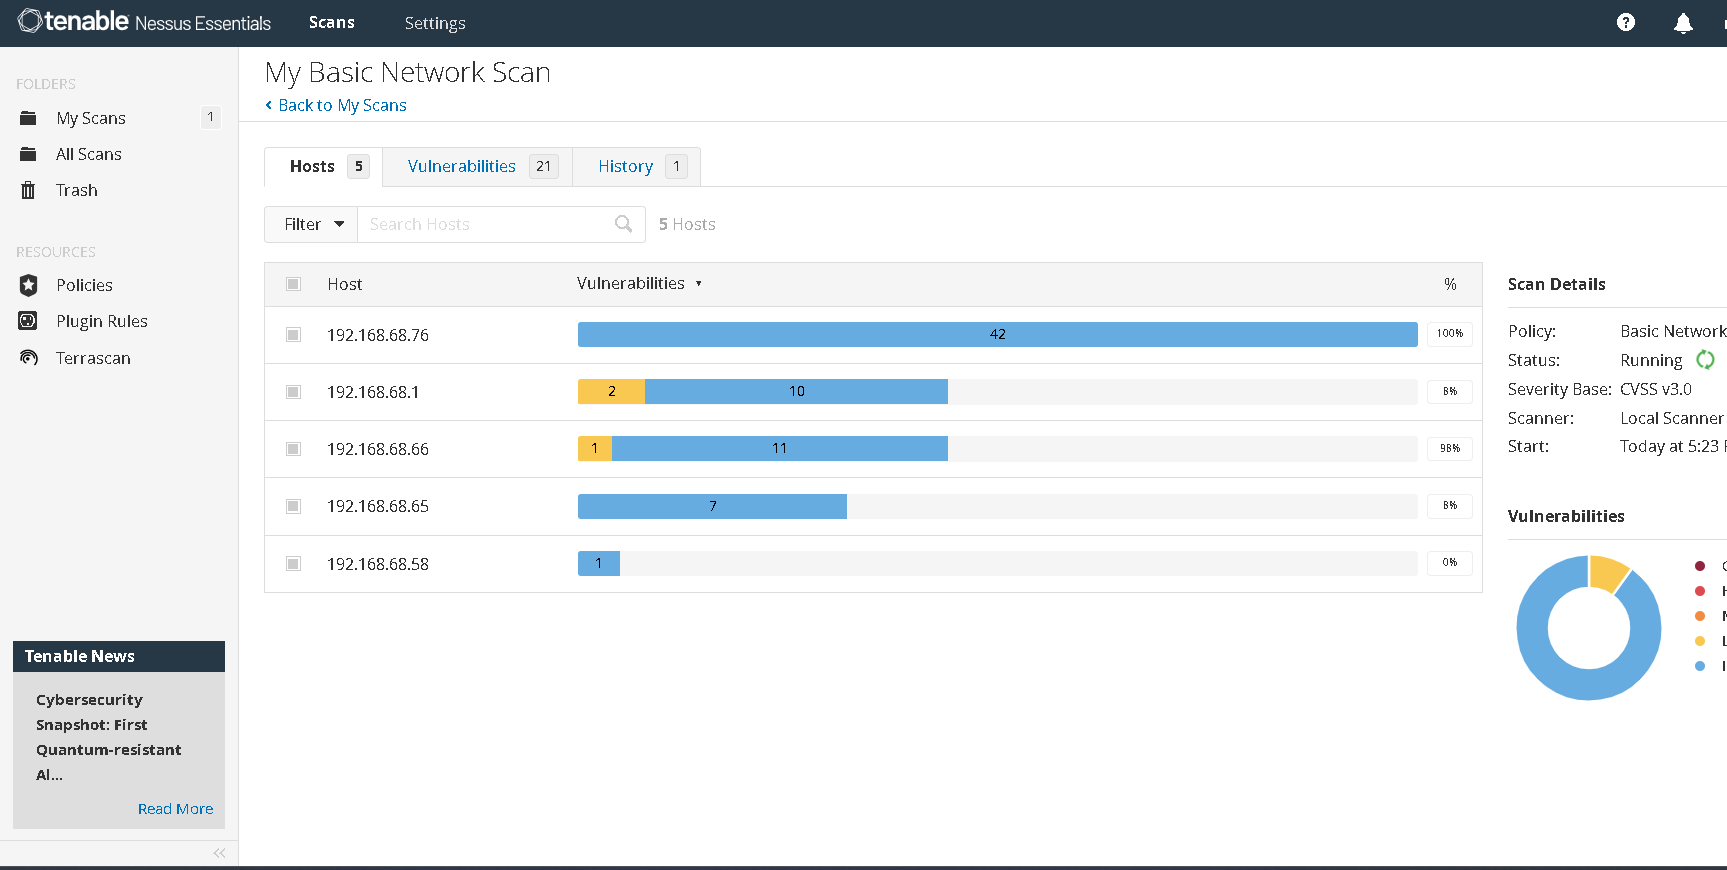 tenable Nessus Essentials Scans Settings
My Basic Network Scan
Back to My Scans
FOLDERS
My Scans 1
All Scans
Trash
RESOURCES
Policies
Plugin Rules
Terrascan
Hosts 5 Vulnerabilities 21 History 1
Filter Search Hosts 5 Hosts
Host Vulnerabilities %
192.168.68.76 42 100%
192.168.68.1 2 10 8%
192.168.68.66 1 11 98%
192.168.68.65 7 8%
192.168.68.58 1 0%
Scan Details
Policy: Basic Network
Status: Running
Severity Base: CVSS v3.0
Scanner: Local Scanner
Start: Today at 5:23
Vulnerabilities
Tenable News
Cybersecurity
Snapshot: First
Quantum-resistant
Al...
Read More